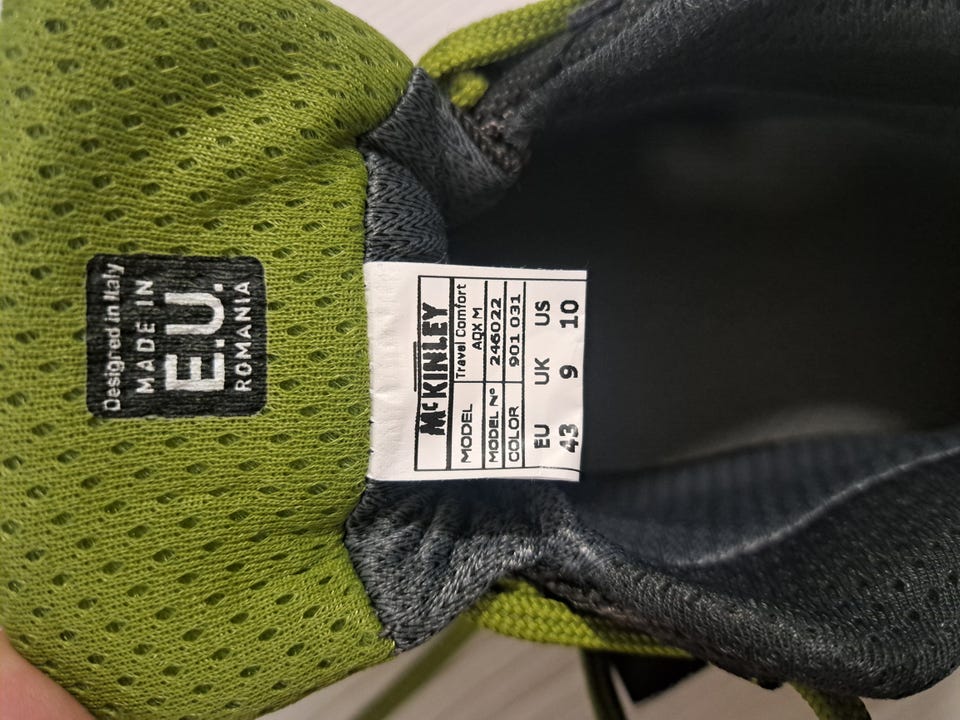 Designed in Italy
MADE IN
E.U.
ROMANIA
McKINLEY
MODEL Travel Comfort
AQX M
MODEL N° 246022
COLOR 901 031
EU UK US
43 9 10